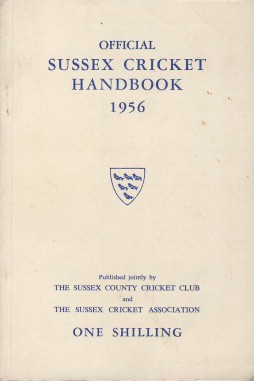 OFFICIAL
SUSSEX CRICKET
HANDBOOK
1956
Published jointly by
THE SUSSEX COUNTY CRICKET CLUB
and
THE SUSSEX CRICKET ASSOCIATION
ONE SHILLING